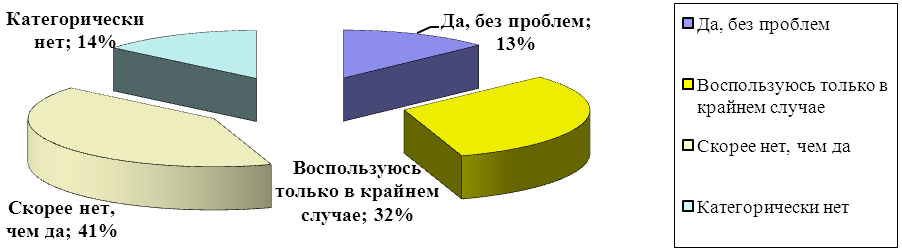 Категорически
нет; 14%
Да, без проблем;
13%
Воспользуюсь
только в крайнем
случае; 32%
Скорее нет,
чем да; 41%
Да, без проблем
Воспользуюсь только в
крайнем случае
Скорее нет, чем да
Категорически нет